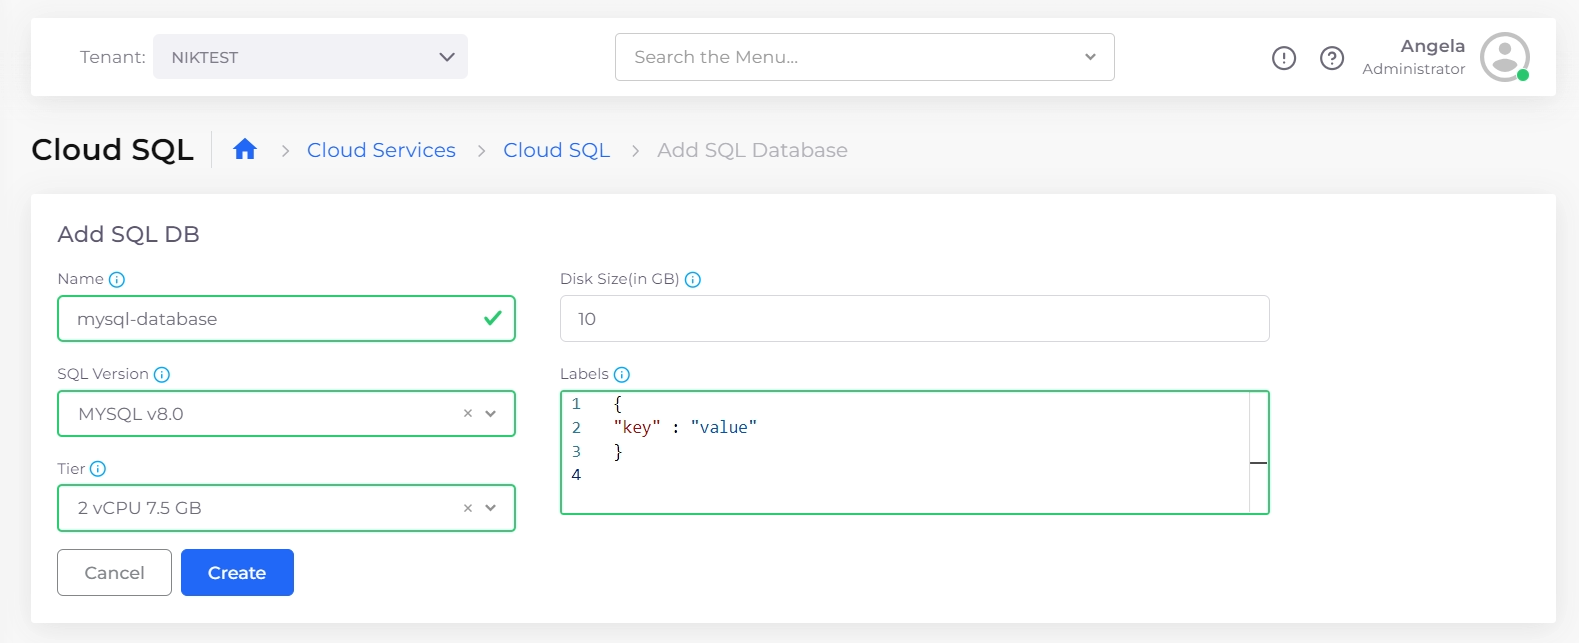 Tenant: NIKTEST Search the Menu... Angela
Administrator
Cloud SQL Cloud Services Cloud SQL Add SQL Database
Add SQL DB
Name
mysql-database
Disk Size(in GB)
10
SQL Version
MYSQL v8.0
Labels
1 {
2 "key" : "value"
3 }
4
Tier
2 vCPU 7.5 GB
Cancel Create